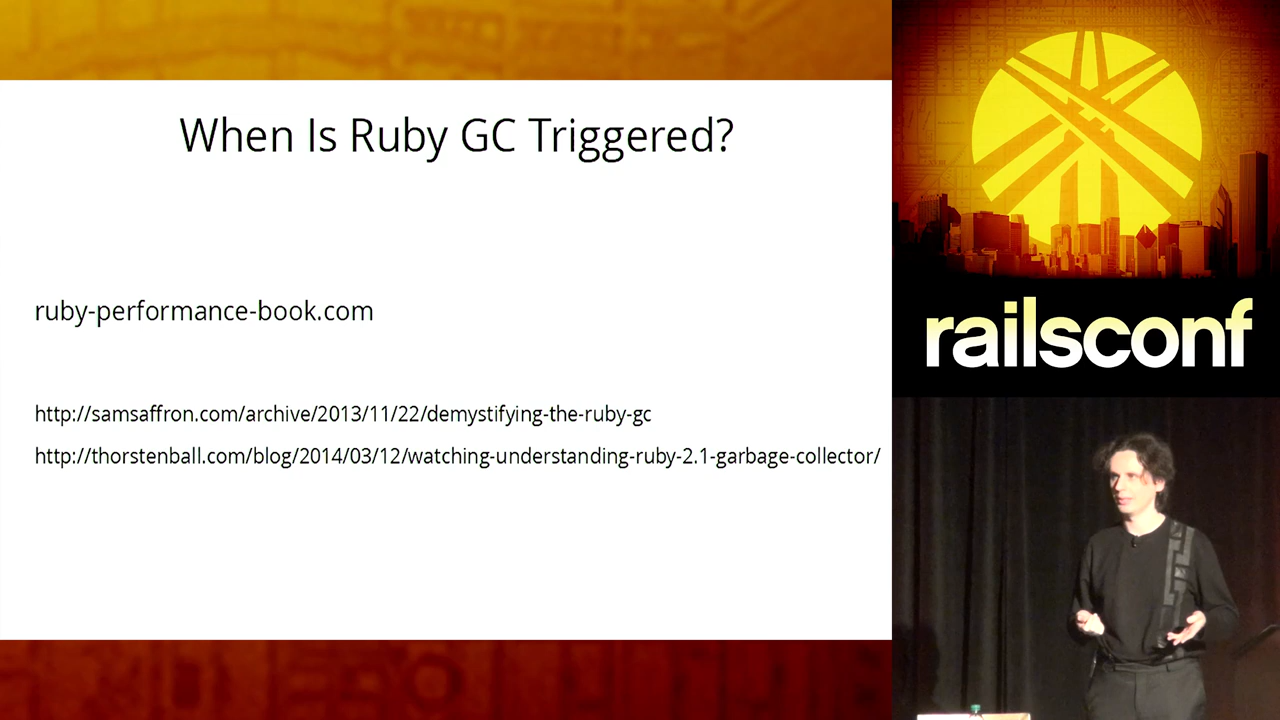 When Is Ruby GC Triggered?
ruby-performance-book.com
http://samsaffron.com/archive/2013/11/22/demystifying-the-ruby-gc
http://thorstenball.com/blog/2014/03/12/watching-understanding-ruby-2.1-garbage-collector/
railsconf